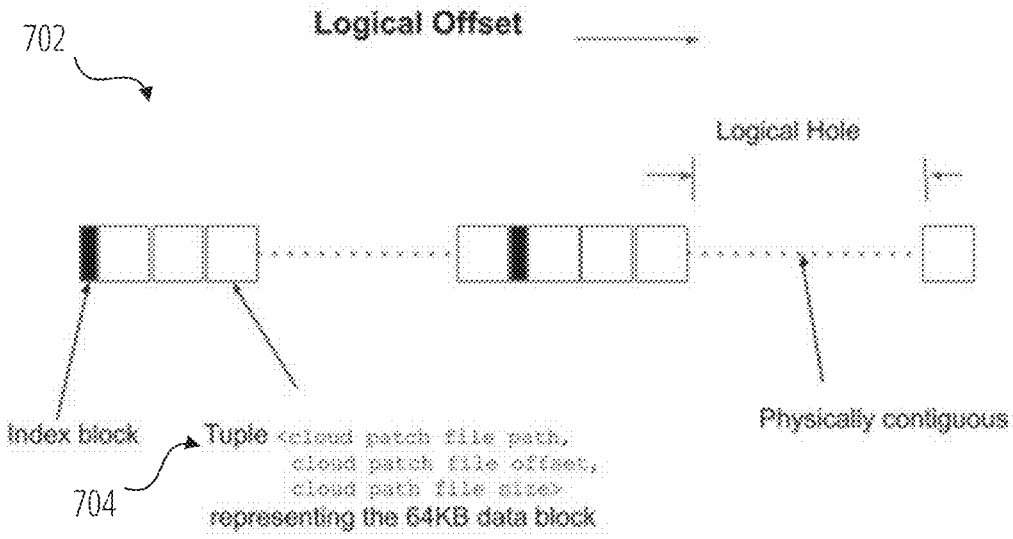 Logical Offset
702
Logical Hole
Index block
Tuple <cloud patch file path,
cloud patch file offset,
cloud path file size>
704
representing the 64KB data block
Physically contiguous